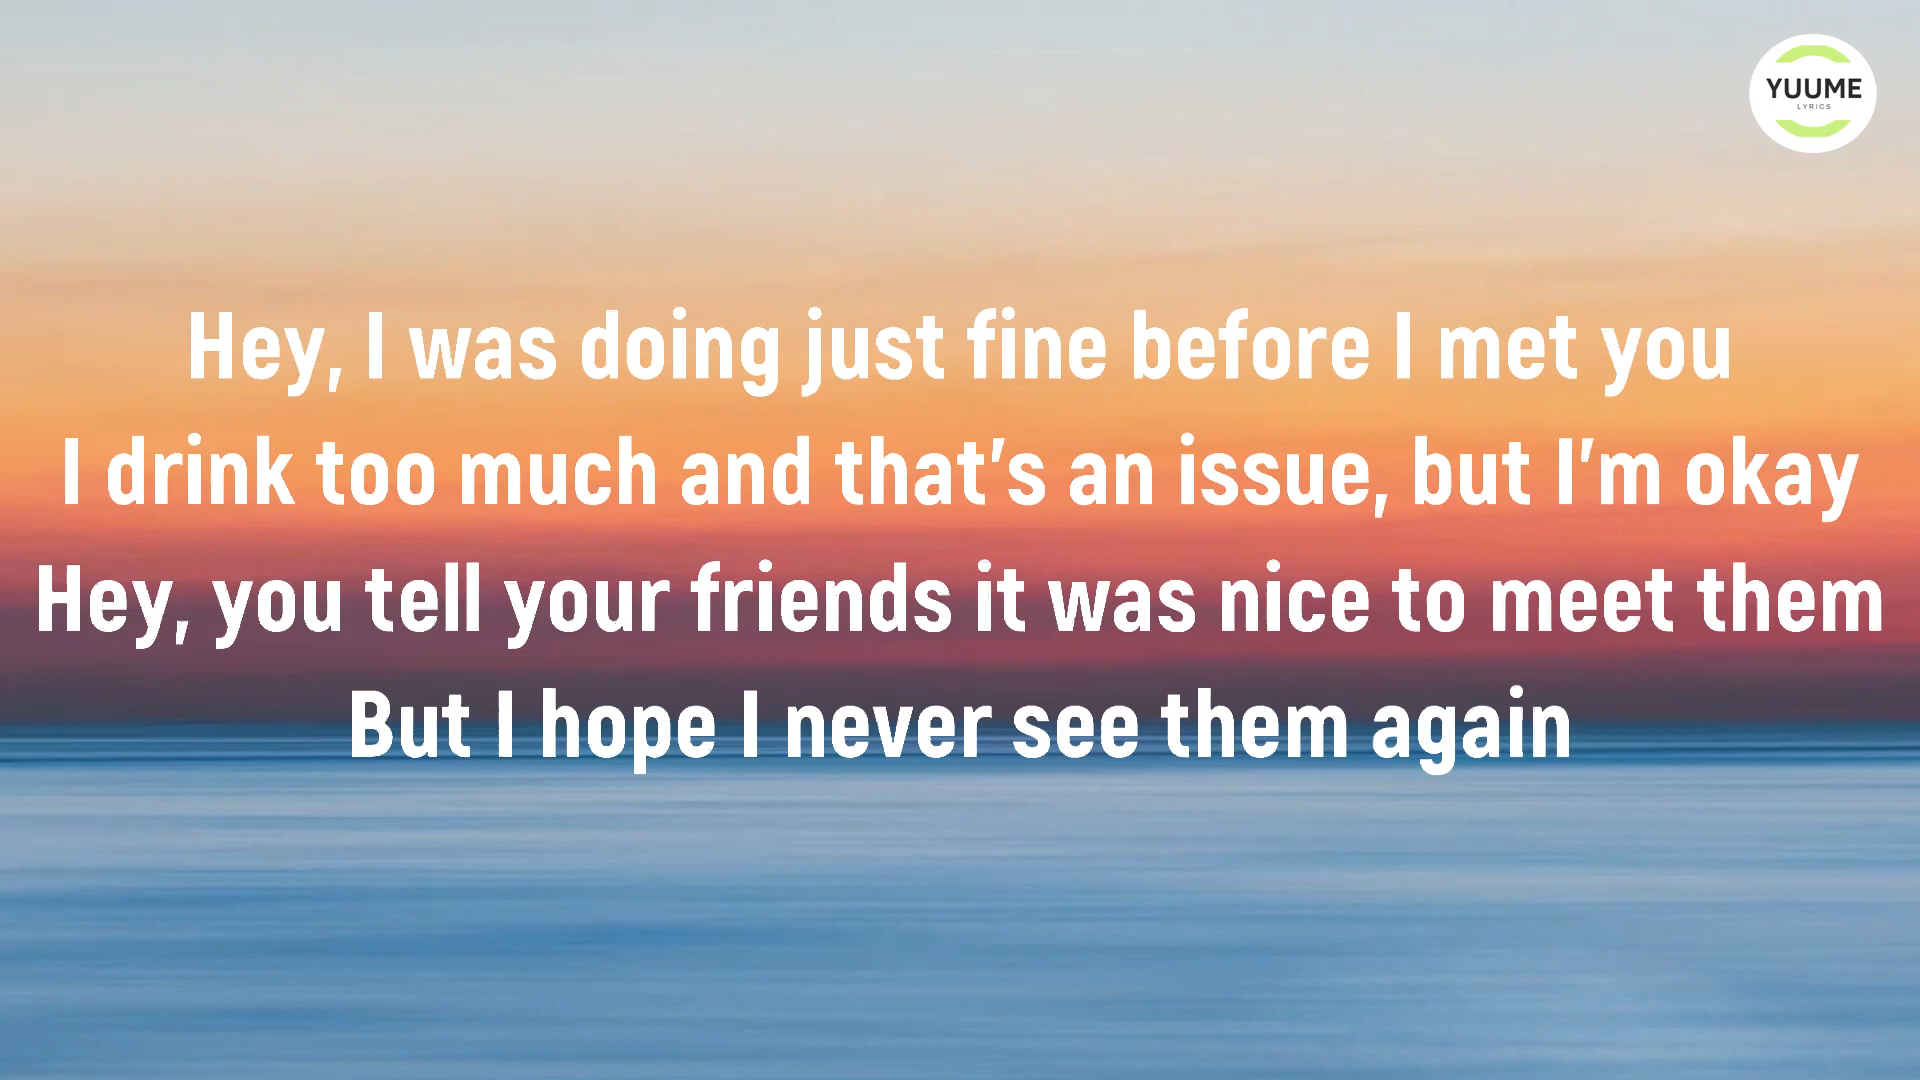 YUUME
LYRICS
Hey, I was doing just fine before I met you
I drink too much and that's an issue, but I'm okay
Hey, you tell your friends it was nice to meet them
But I hope I never see them again